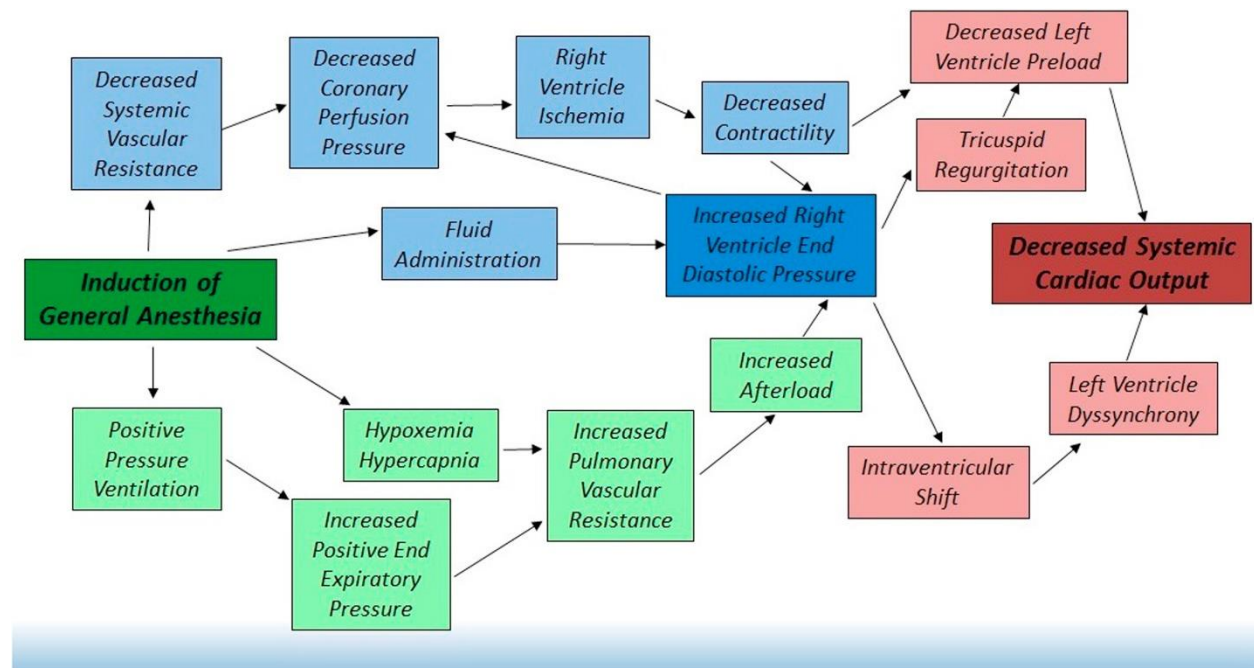 Decreased
Systemic
Vascular
Resistance
Decreased
Coronary
Perfusion
Pressure
Right
Ventricle
Ischemia
Decreased
Contractility
Decreased Left
Ventricle Preload
Tricuspid
Regurgitation
Fluid
Administration
Increased Right
Ventricle End
Diastolic Pressure
Decreased Systemic
Cardiac Output
Induction of
General Anesthesia
Positive
Pressure
Ventilation
Hypoxemia
Hypercapnia
Increased
Positive End
Expiratory
Pressure
Increased
Pulmonary
Vascular
Resistance
Increased
Afterload
Intraventricular
Shift
Left Ventricle
Dyssynchrony